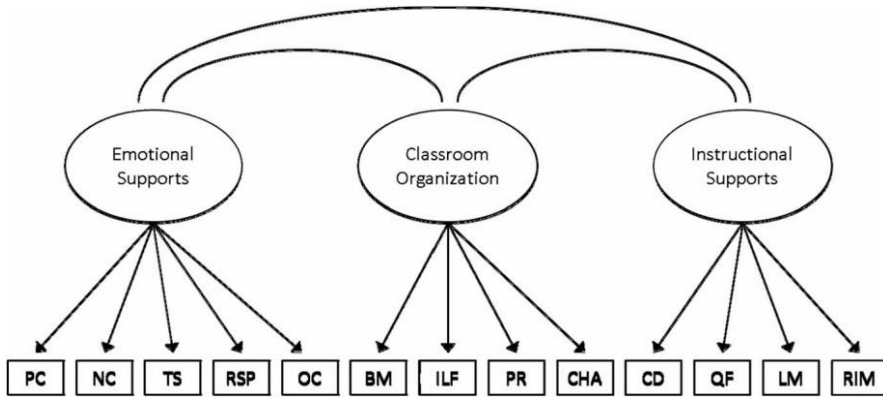 Emotional
Supports
Classroom
Organization
Instructional
Supports
PC NC TS RSP OC BM ILF PR CHA CD QF LM RIM